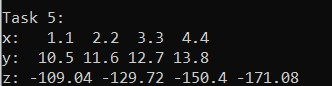 Task 5:
x:   1.1  2.2  3.3  4.4
y:  10.5 11.6 12.7 13.8
z: -109.04 -129.72 -150.4 -171.08